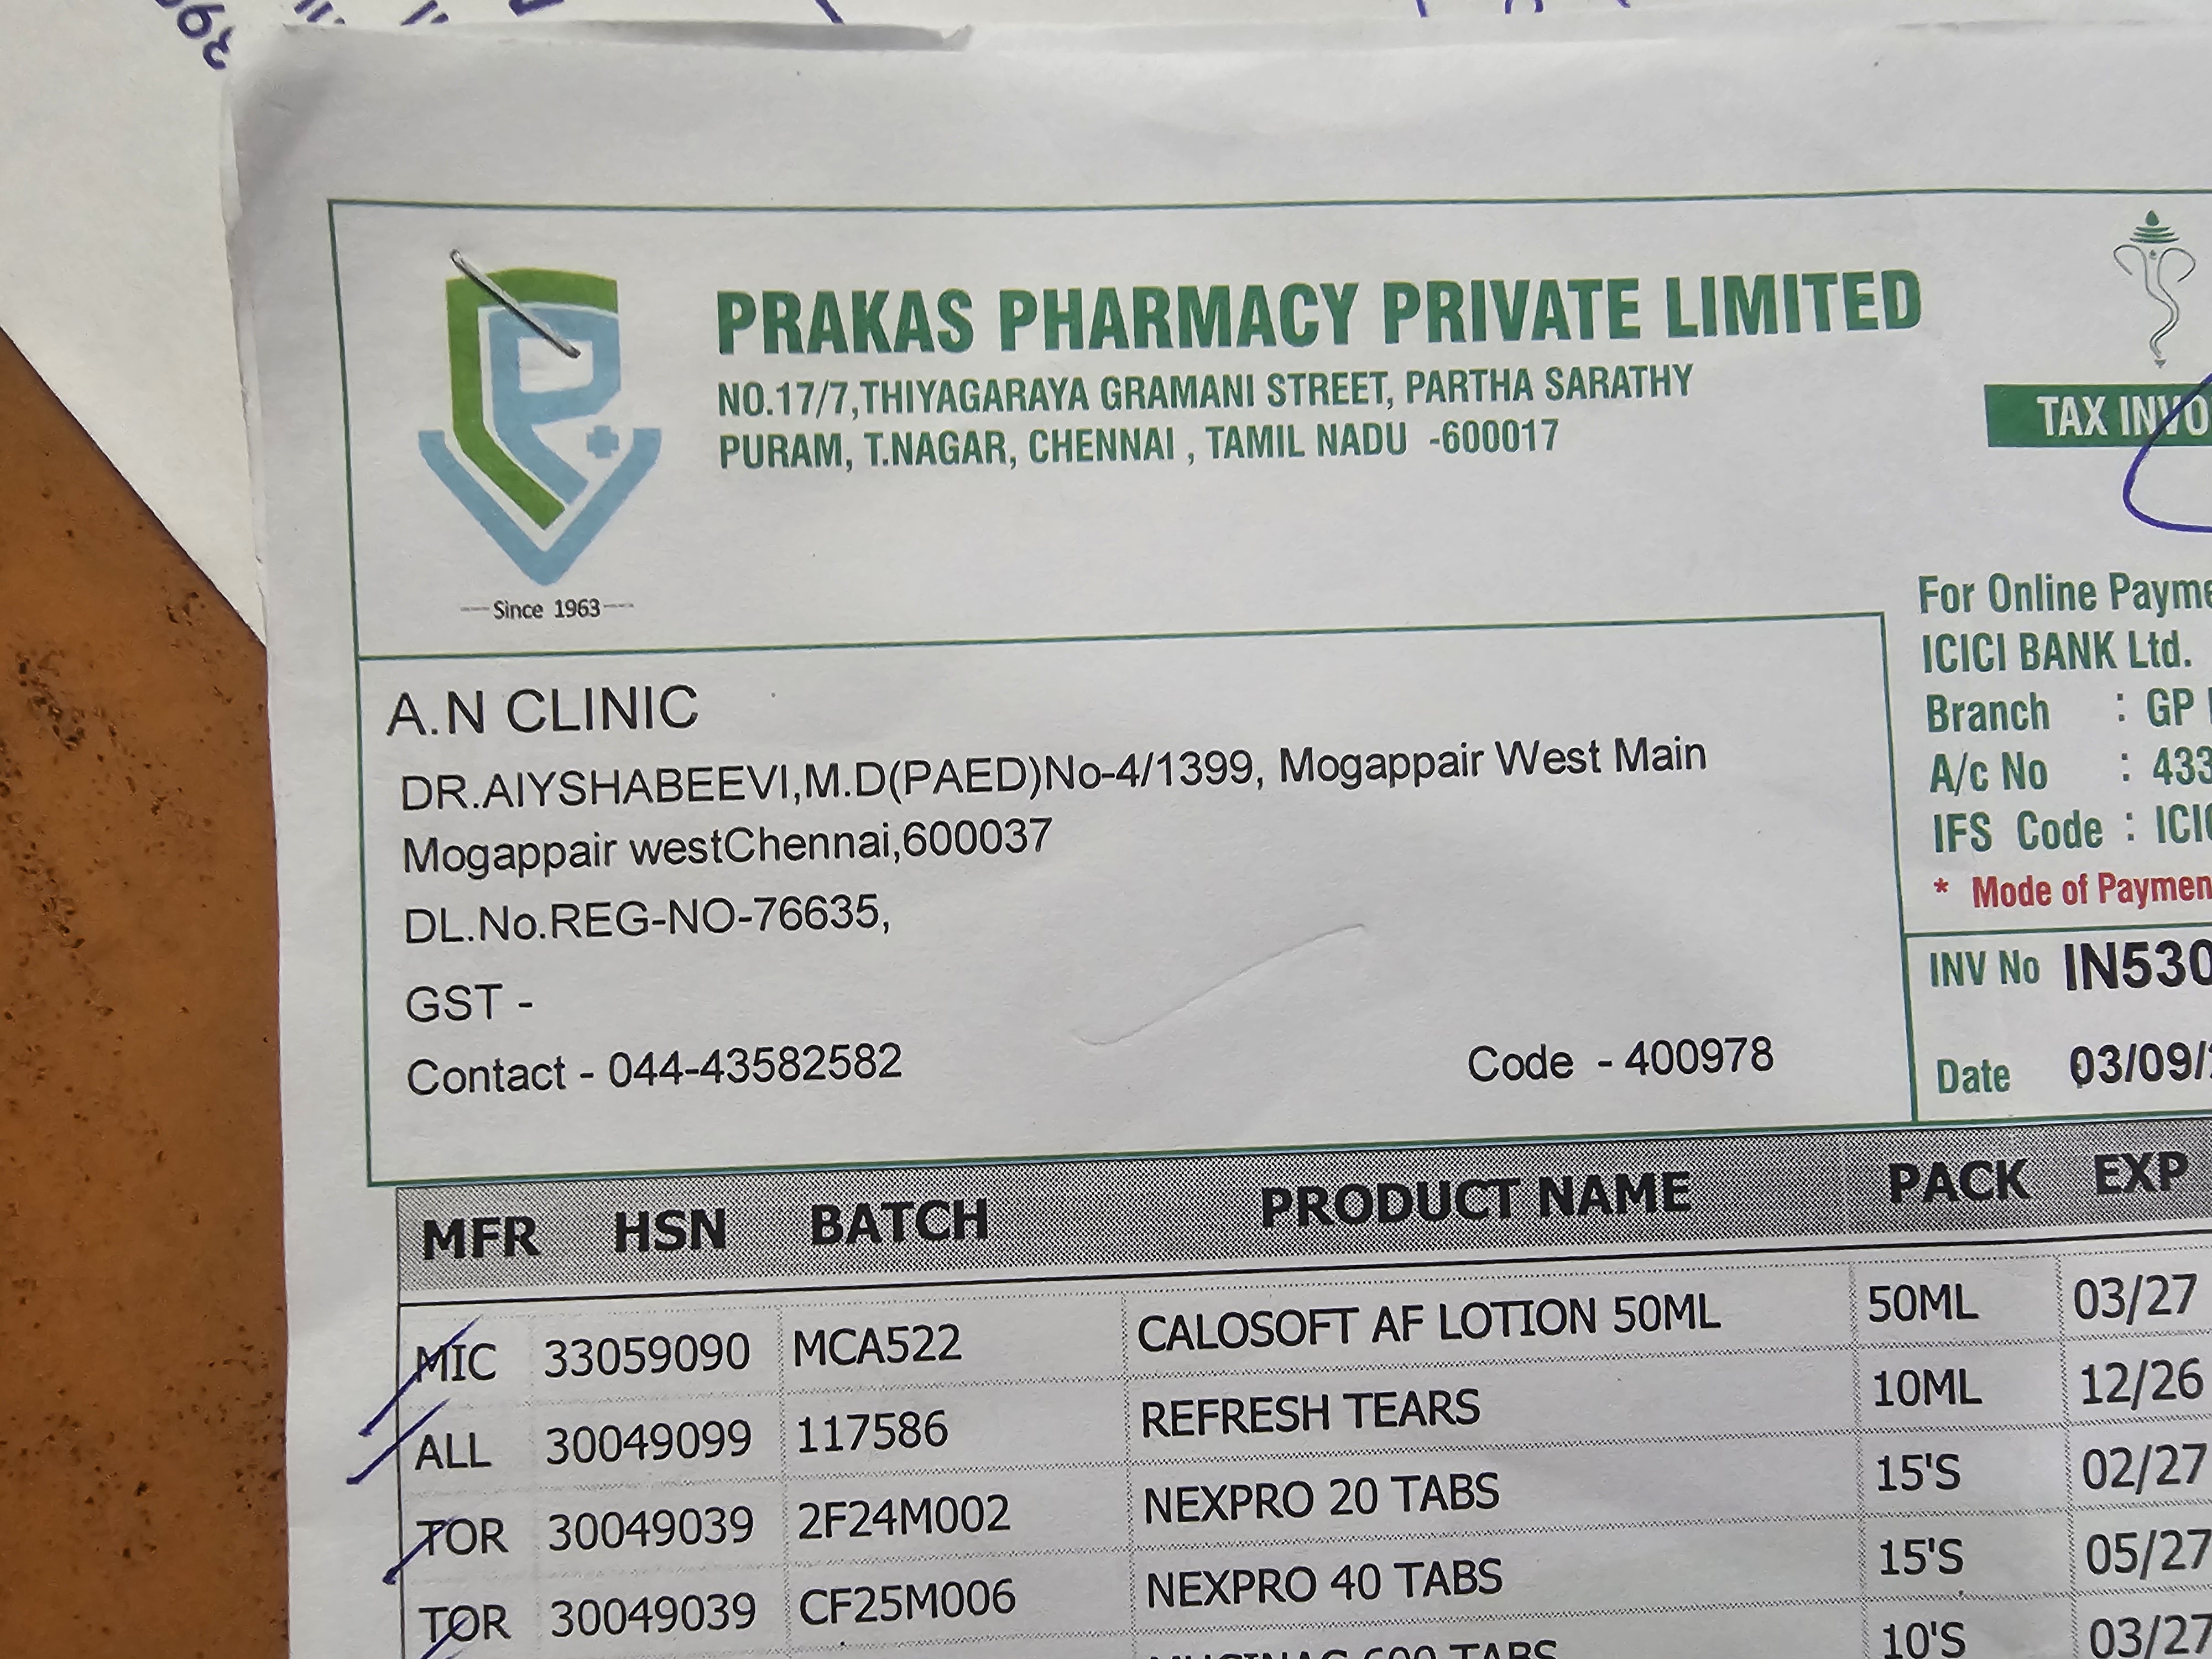 PRAKAS PHARMACY PRIVATE LIMITED
NO.17/7,THIYAGARAYA GRAMANI STREET, PARTHA SARATHY
PURAM, T.NAGAR, CHENNAI , TAMIL NADU -600017
TAX INVO
Since 1963
For Online Payme
ICICI BANK Ltd.
Branch : GP
A/c No : 433
IFS Code : ICIC
* Mode of Paymen
A.N CLINIC
DR.AIYSHABEEVI,M.D(PAED)No-4/1399, Mogappair West Main
Mogappair westChennai,600037
DL.No.REG-NO-76635,
GST -
Contact - 044-43582582 Code - 400978
INV No IN530
Date 03/09/
MFR HSN BATCH PRODUCT NAME PACK EXP
MIC 33059090 MCA522 CALOSOFT AF LOTION 50ML 50ML 03/27
ALL 30049099 117586 REFRESH TEARS 10ML 12/26
TOR 30049039 2F24M002 NEXPRO 20 TABS 15'S 02/27
TOR 30049039 CF25M006 NEXPRO 40 TABS 15'S 05/27
MUCINAC 600 TABS 10'S 03/27